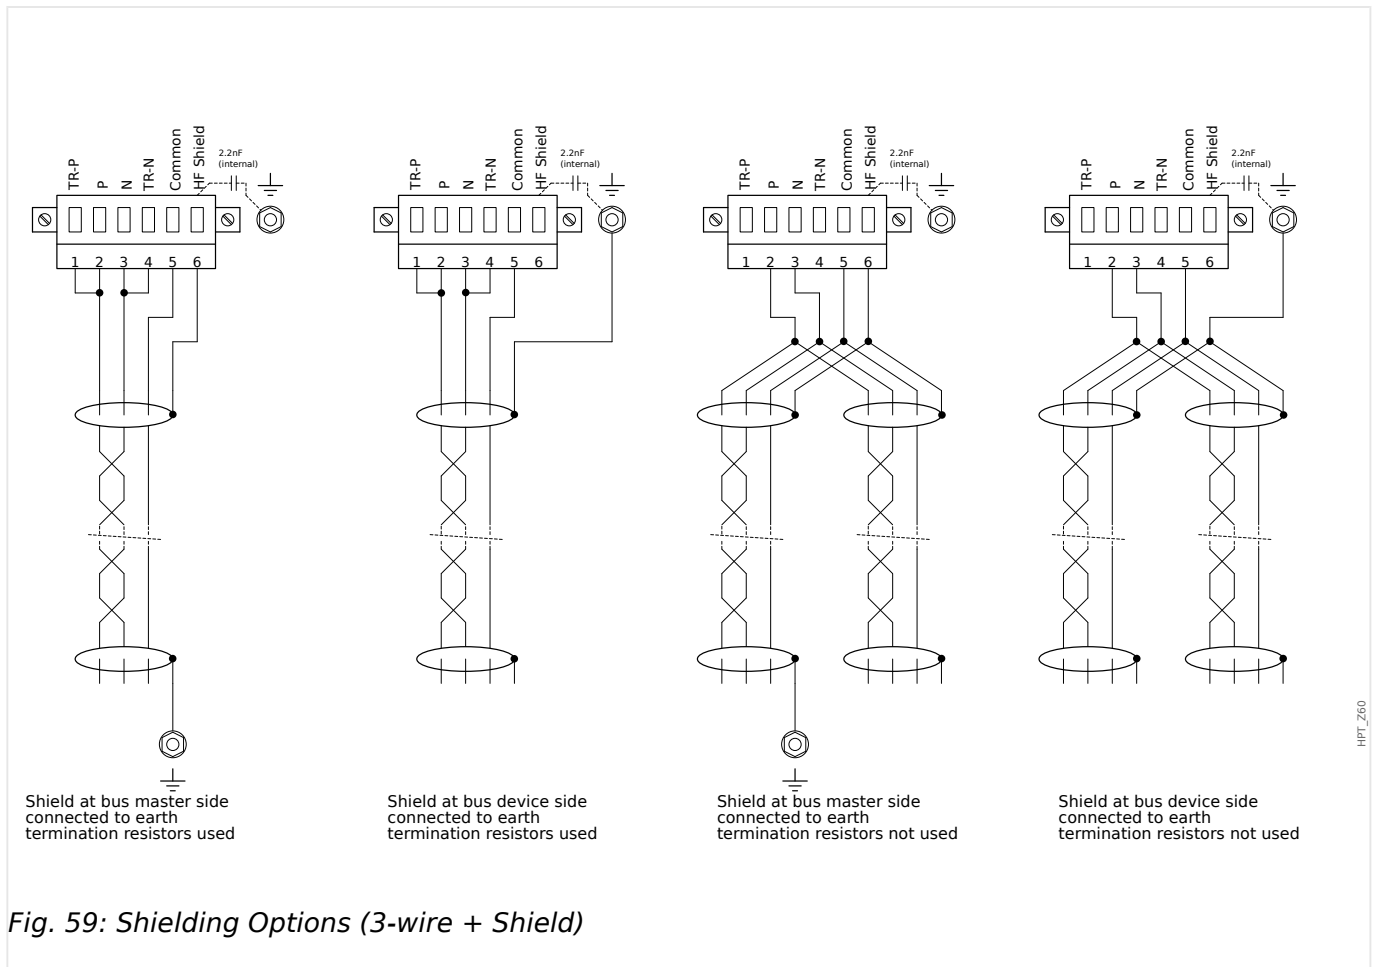 TR-P
P
N
TR-N
Common
HF Shield
2.2nF
(internal)
1 2 3 4 5 6
Shield at bus master side
connected to earth
termination resistors used
TR-P
P
N
TR-N
Common
HF Shield
2.2nF
(internal)
1 2 3 4 5 6
Shield at bus device side
connected to earth
termination resistors used
TR-P
P
N
TR-N
Common
HF Shield
2.2nF
(internal)
1 2 3 4 5 6
Shield at bus master side
connected to earth
termination resistors not used
TR-P
P
N
TR-N
Common
HF Shield
2.2nF
(internal)
1 2 3 4 5 6
Shield at bus device side
connected to earth
termination resistors not used
HPT_Z60
Fig. 59: Shielding Options (3-wire + Shield)